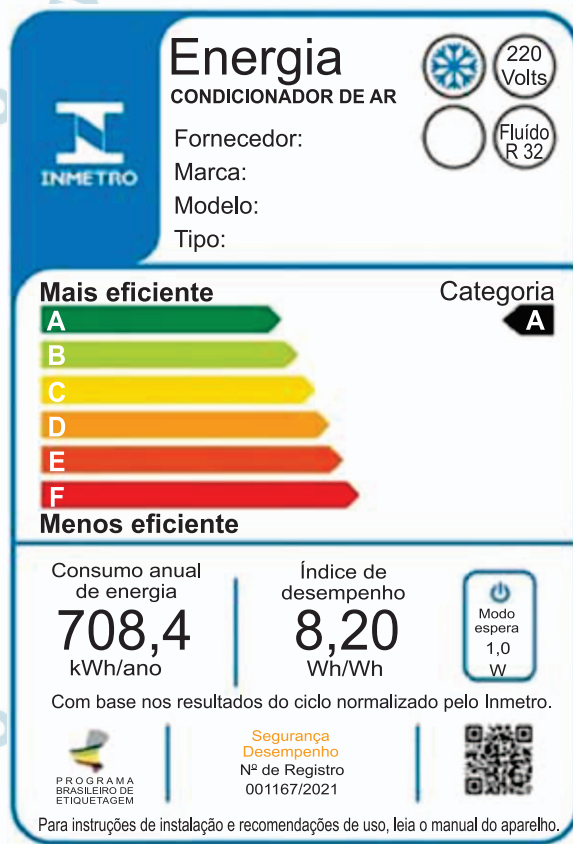 Energia
CONDICIONADOR DE AR
220
Volts
Fluído
R 32
INMETRO
Fornecedor:
Marca:
Modelo:
Tipo:
Mais eficiente
Categoria
A
A
B
C
D
E
F
Menos eficiente
Consumo anual
de energia
708,4
kWh/ano
Índice de
desempenho
8,20
Wh/Wh
Modo
espera
1,0
W
Com base nos resultados do ciclo normalizado pelo Inmetro.
PROGRAMA
BRASILEIRO DE
ETIQUETAGEM
Segurança
Desempenho
Nº de Registro
001167/2021
Para instruções de instalação e recomendações de uso, leia o manual do aparelho.